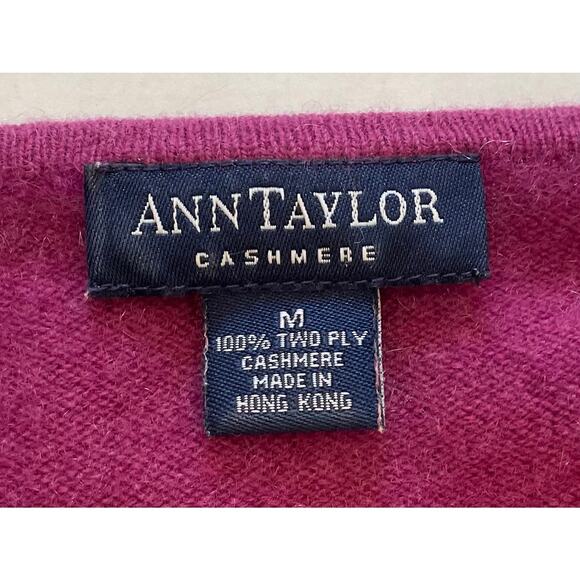 ANN TAYLOR
CASHMERE
M
100% TWO PLY
CASHMERE
MADE IN
HONG KONG